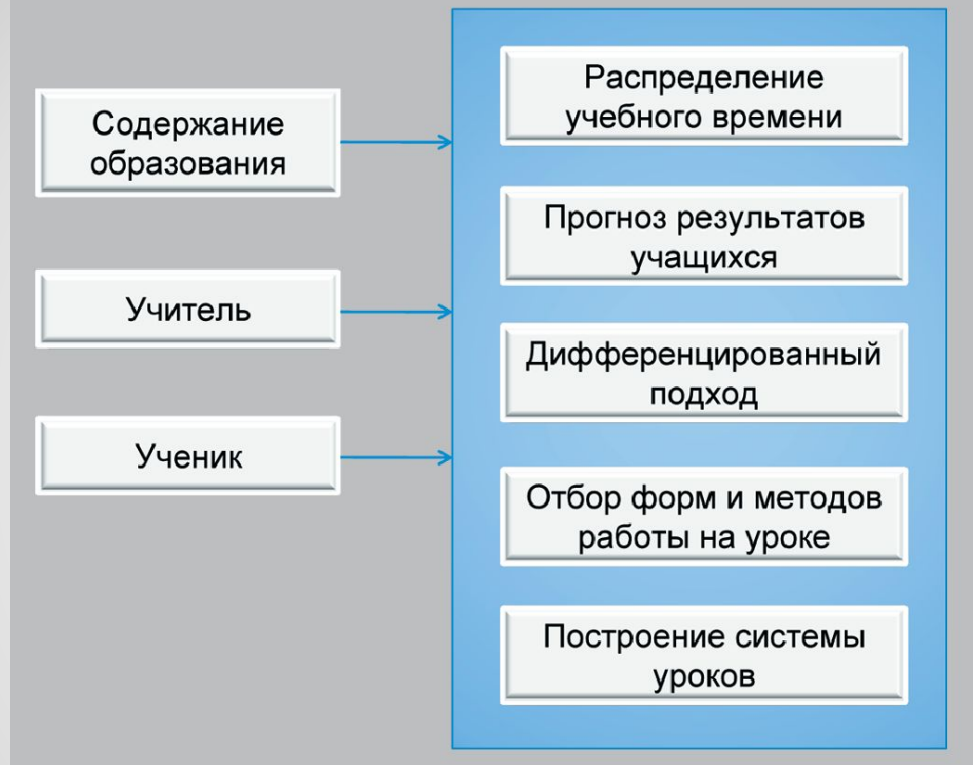 Содержание
образования
Учитель
Ученик
Распределение
учебного времени
Прогноз результатов
учащихся
Дифференцированный
подход
Отбор форм и методов
работы на уроке
Построение системы
уроков